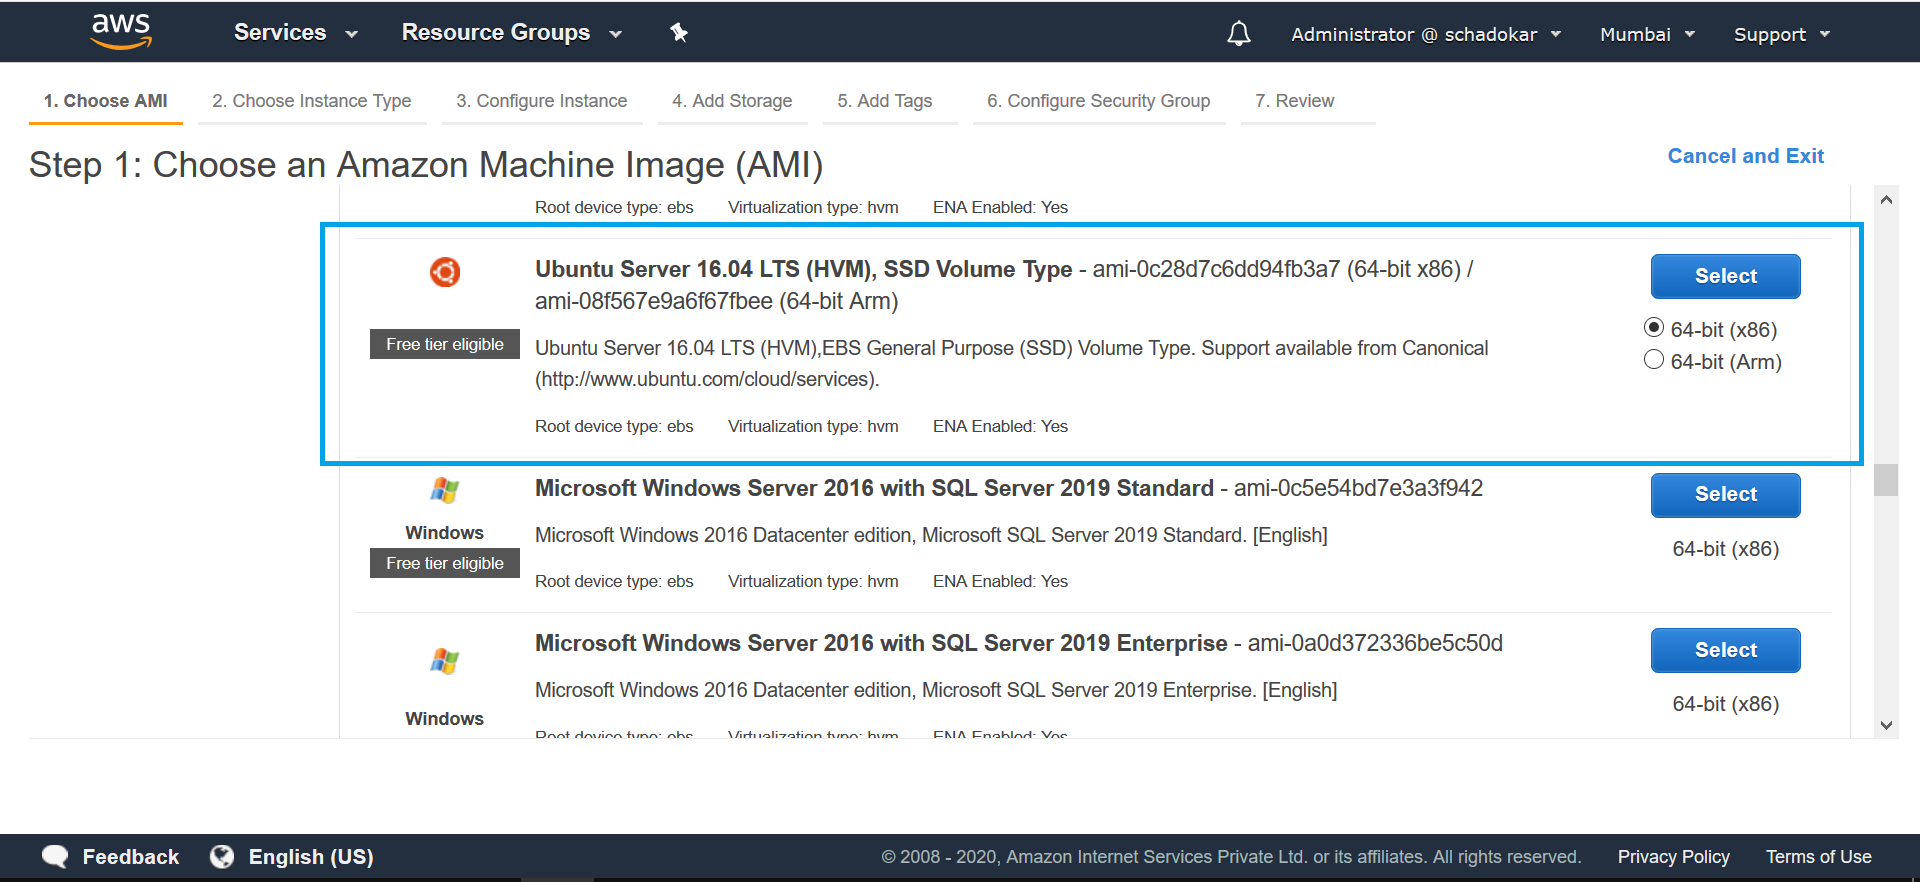 aws Services Resource Groups Administrator @ schadokar Mumbai Support
1. Choose AMI 2. Choose Instance Type 3. Configure Instance 4. Add Storage 5. Add Tags 6. Configure Security Group 7. Review
Step 1: Choose an Amazon Machine Image (AMI)
Cancel and Exit
Root device type: ebs Virtualization type: hvm ENA Enabled: Yes
Ubuntu Server 16.04 LTS (HVM), SSD Volume Type - ami-0c28d7c6dd94fb3a7 (64-bit x86) /
ami-08f567e9a6f67fbee (64-bit Arm)
Select
Free tier eligible
64-bit (x86)
64-bit (Arm)
Ubuntu Server 16.04 LTS (HVM),EBS General Purpose (SSD) Volume Type. Support available from Canonical
(http://www.ubuntu.com/cloud/services).
Root device type: ebs Virtualization type: hvm ENA Enabled: Yes
Microsoft Windows Server 2016 with SQL Server 2019 Standard - ami-0c5e54bd7e3a3f942
Select
Windows
Free tier eligible
Microsoft Windows 2016 Datacenter edition, Microsoft SQL Server 2019 Standard. [English]
64-bit (x86)
Root device type: ebs Virtualization type: hvm ENA Enabled: Yes
Microsoft Windows Server 2016 with SQL Server 2019 Enterprise - ami-0a0d372336be5c50d
Select
Windows
Microsoft Windows 2016 Datacenter edition, Microsoft SQL Server 2019 Enterprise. [English]
64-bit (x86)
Root device type: ebs Virtualization type: hvm ENA Enabled: Yes
Feedback English (US) © 2008 - 2020, Amazon Internet Services Private Ltd. or its affiliates. All rights reserved. Privacy Policy Terms of Use